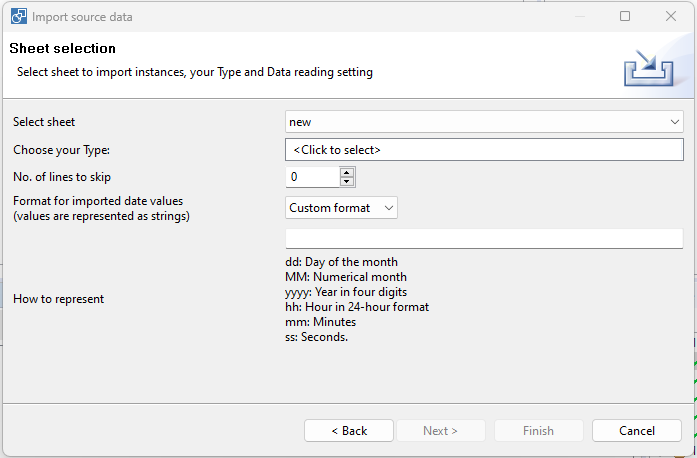 Import source data
Sheet selection
Select sheet to import instances, your Type and Data reading setting
Select sheet
new
Choose your Type:
<Click to select>
No. of lines to skip
0
Format for imported date values
(values are represented as strings)
Custom format
How to represent
dd: Day of the month
MM: Numerical month
yyyy: Year in four digits
hh: Hour in 24-hour format
mm: Minutes
ss: Seconds.
< Back
Next >
Finish
Cancel